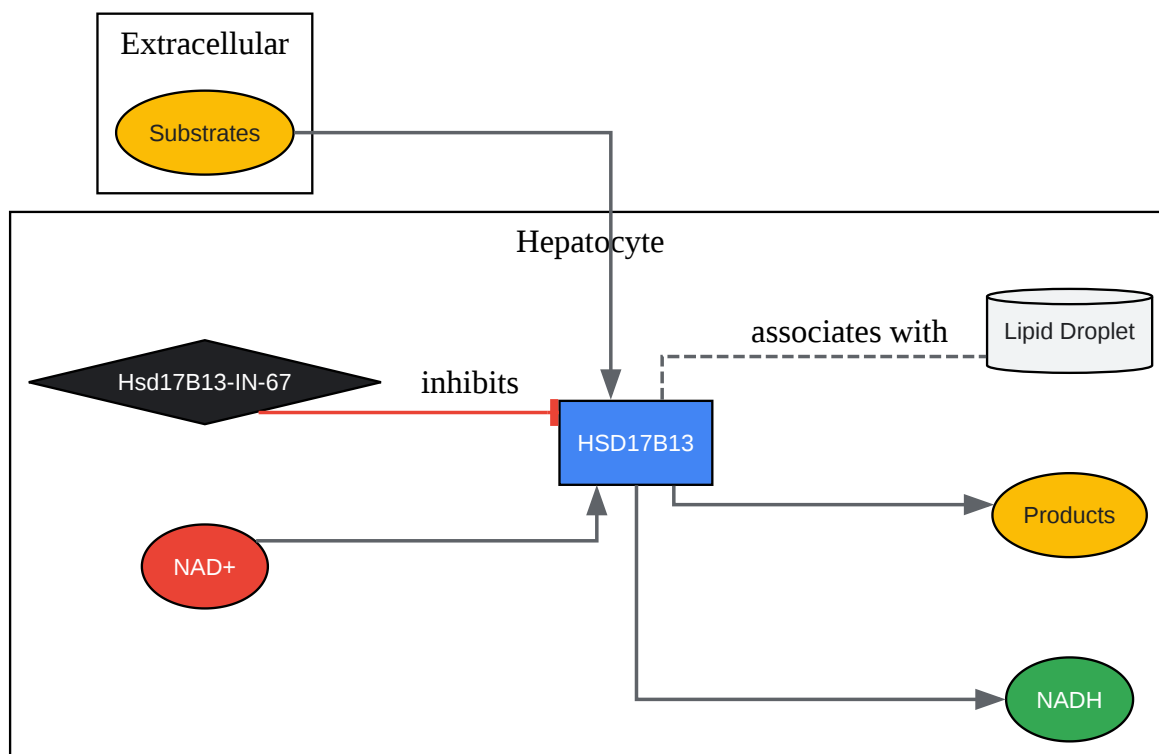 Extracellular
Substrates
Hepatocyte
associates with
Lipid Droplet
Hsd17B13-IN-67
inhibits
HSD17B13
Products
NAD+
NADH